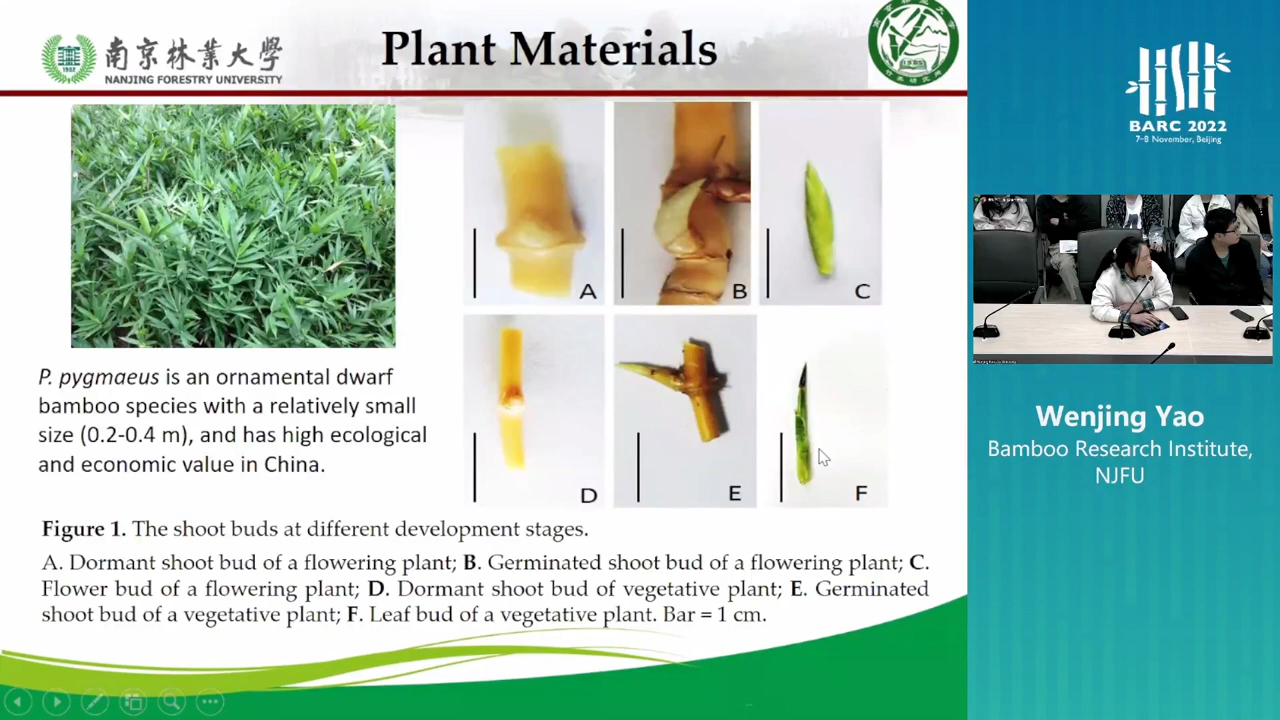 南京林業大學
NANJING FORESTRY UNIVERSITY
1902
Plant Materials
BARC 2022
7-8 November, Beijing
A
B
C
D
E
F
P. pygmaeus is an ornamental dwarf
bamboo species with a relatively small
size (0.2-0.4 m), and has high ecological
and economic value in China.
Figure 1. The shoot buds at different development stages.
A. Dormant shoot bud of a flowering plant; B. Germinated shoot bud of a flowering plant; C.
Flower bud of a flowering plant; D. Dormant shoot bud of vegetative plant; E. Germinated
shoot bud of a vegetative plant; F. Leaf bud of a vegetative plant. Bar = 1 cm.
Wenjing Yao
Bamboo Research Institute,
NJFU